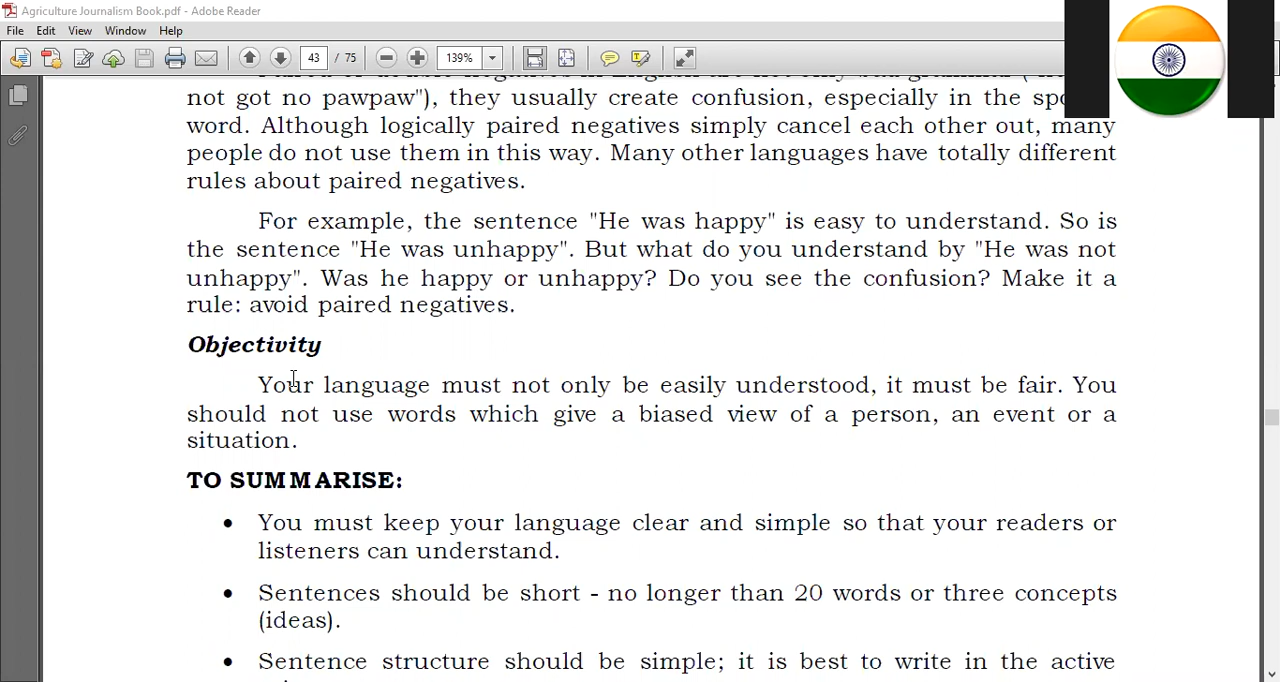 Agriculture Journalism Book.pdf - Adobe Reader
File Edit View Window Help
43 / 75 139%
not got no pawpaw"), they usually create confusion, especially in the
word. Although logically paired negatives simply cancel each other out, many
people do not use them in this way. Many other languages have totally different
rules about paired negatives.
For example, the sentence "He was happy" is easy to understand. So is
the sentence "He was unhappy". But what do you understand by "He was not
unhappy". Was he happy or unhappy? Do you see the confusion? Make it a
rule: avoid paired negatives.
Objectivity
Your language must not only be easily understood, it must be fair. You
should not use words which give a biased view of a person, an event or a
situation.
TO SUMMARISE:
• You must keep your language clear and simple so that your readers or
listeners can understand.
• Sentences should be short - no longer than 20 words or three concepts
(ideas).
• Sentence structure should be simple; it is best to write in the active